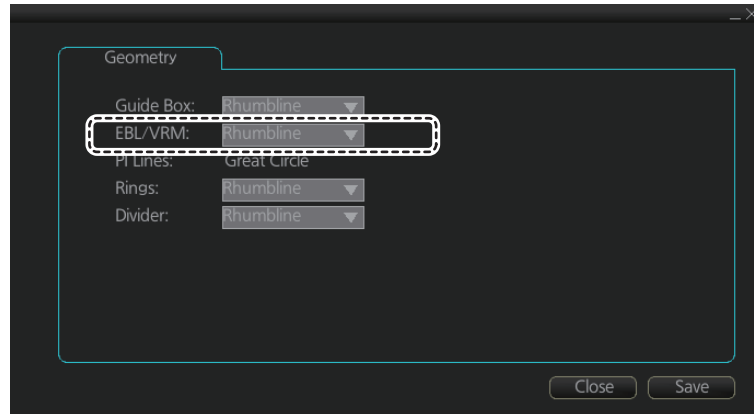 Geometry
Guide Box: Rhumbline
EBL/VRM: Rhumbline
PI Lines: Great Circle
Rings: Rhumbline
Divider: Rhumbline
Close Save